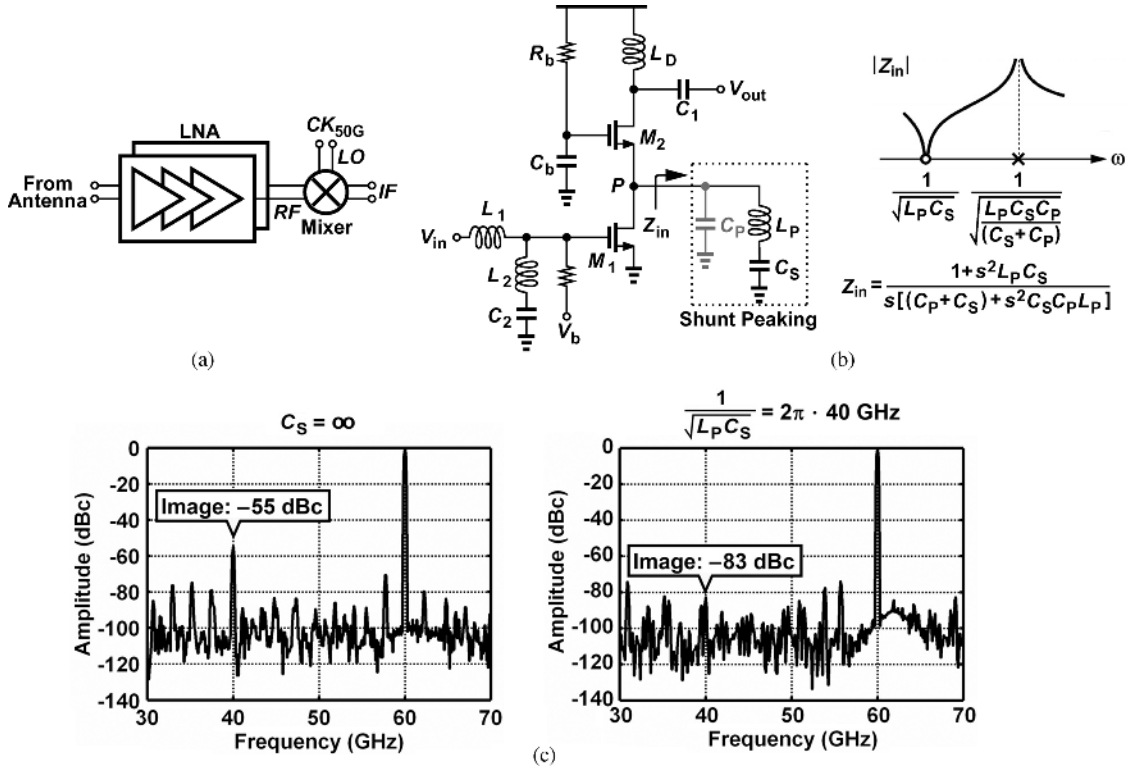 LNA
CK50G
LO
From
Antenna
RF
IF
Mixer
(a)
Rb
LD
C1
Vout
M2
Cb
P
Zin
L1
Vin
M1
L2
C2
Vb
CP
LP
CS
Shunt Peaking
|Zin|
ω
1
√LPCS
1
√LPCSCP
(CS+CP)
Zin = 1+s²LPCS
s[(CP+CS)+s²CSCPLP]
(b)
CS = ∞
Amplitude (dBc)
0
-20
-40
-60
-80
-100
-120
-140
Image: –55 dBc
30 40 50 60 70
Frequency (GHz)
1
√LPCS = 2π · 40 GHz
Amplitude (dBc)
0
-20
-40
-60
-80
-100
-120
-140
Image: –83 dBc
30 40 50 60 70
Frequency (GHz)
(c)